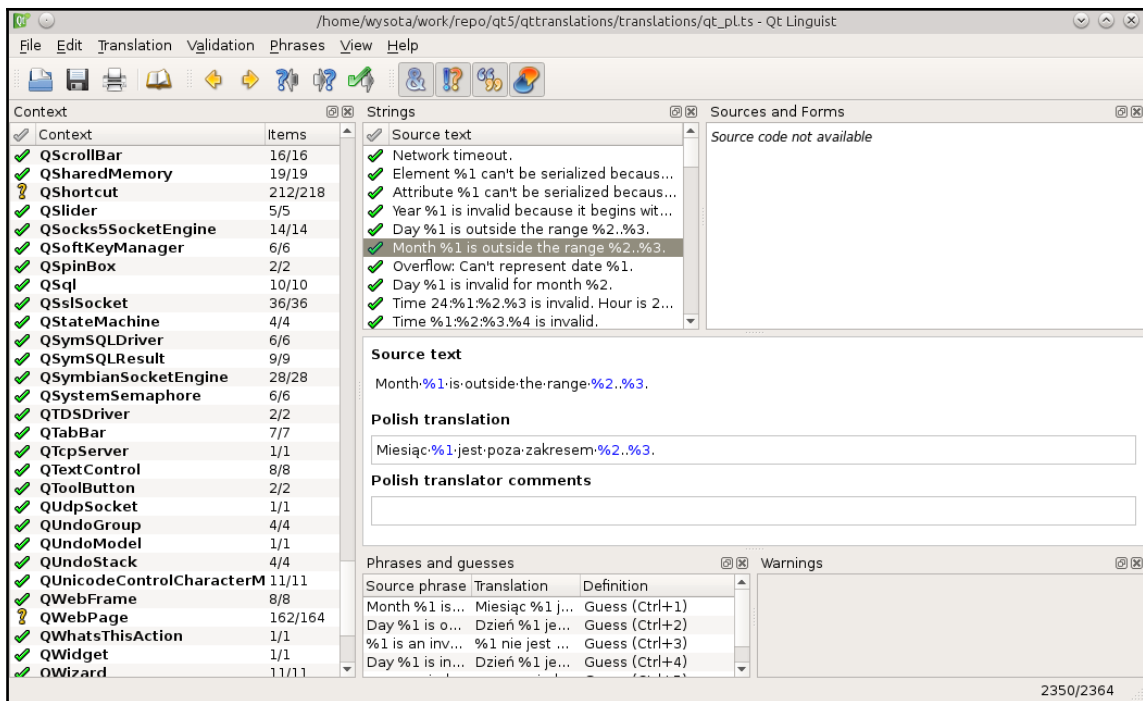 /home/wysota/work/repo/qt5/qttranslations/translations/qt_pl.ts - Qt Linguist
File Edit Translation Validation Phrases View Help
Context
Context Items
QScrollBar 16/16
QSharedMemory 19/19
QShortcut 212/218
QSlider 5/5
QSocks5SocketEngine 14/14
QSoftKeyManager 6/6
QSpinBox 2/2
QSql 10/10
QSslSocket 36/36
QStateMachine 4/4
QSymSQLDriver 6/6
QSymSQLResult 9/9
QSymbianSocketEngine 28/28
QSystemSemaphore 6/6
QTDSDriver 2/2
QTabBar 7/7
QTcpServer 1/1
QTextControl 8/8
QToolButton 2/2
QUdpSocket 1/1
QUndoGroup 4/4
QUndoModel 1/1
QUndoStack 4/4
QUnicodeControlCharacterM 11/11
QWebFrame 8/8
QWebPage 162/164
QWhatsThisAction 1/1
QWidget 1/1
QWizard 11/11
Strings
Source text
Network timeout.
Element %1 can't be serialized becaus...
Attribute %1 can't be serialized becaus...
Year %1 is invalid because it begins wit...
Day %1 is outside the range %2..%3.
Month %1 is outside the range %2..%3.
Overflow: Can't represent date %1.
Day %1 is invalid for month %2.
Time 24:%1:%2.%3 is invalid. Hour is 2...
Time %1:%2:%3.%4 is invalid.
Sources and Forms
Source code not available
Source text
Month·%1·is·outside·the·range·%2..%3.
Polish translation
Miesiąc·%1·jest·poza·zakresem·%2..%3.
Polish translator comments
Phrases and guesses
Source phrase Translation Definition
Month %1 is... Miesiąc %1 j... Guess (Ctrl+1)
Day %1 is o... Dzień %1 je... Guess (Ctrl+2)
%1 is an inv... %1 nie jest ... Guess (Ctrl+3)
Day %1 is in... Dzień %1 je... Guess (Ctrl+4)
Warnings
2350/2364